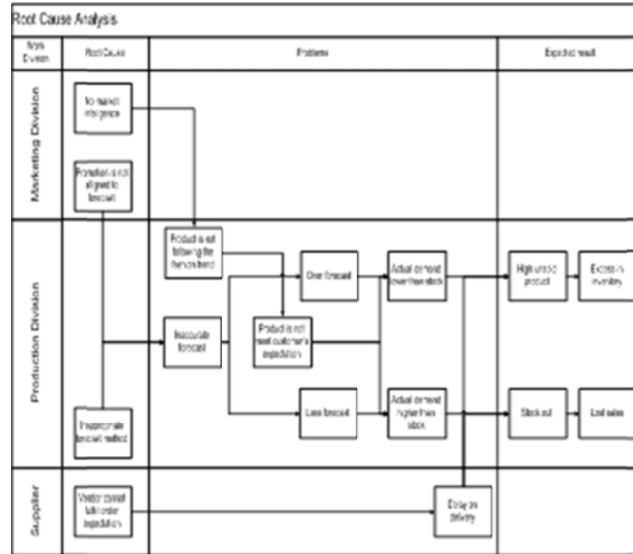 Root Cause Analysis
Work
Division
Root Cause
Problems
Expected result
Marketing Division
No market
intelligence
Promotion is not
aligned to
forecast
Production Division
Product is not
following the
fashion trend
Over forecast
Actual demand
lower than stock
High unsold
product
Excess in
inventory
Inaccurate
forecast
Product is not
meet customer's
expectation
Inappropriate
forecast method
Less forecast
Actual demand
higher than
stock
Stock out
Lost sales
Supplier
Vendor cannot
fulfill order
expectation
Delay on
delivery